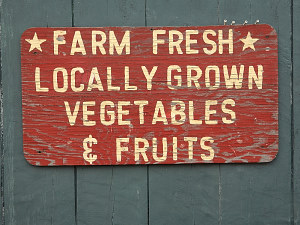 ★ FARM FRESH ★
LOCALLY GROWN
VEGETABLES
& FRUITS